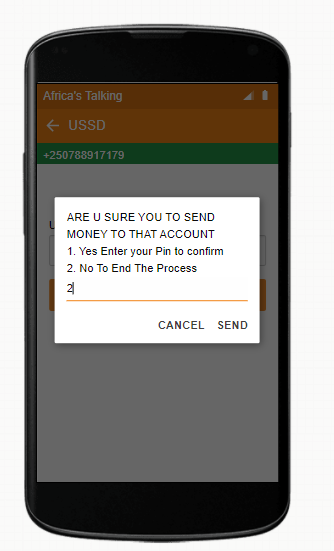 Africa's Talking
USSD
+250788917179
U
ARE U SURE YOU TO SEND
MONEY TO THAT ACCOUNT
1. Yes Enter your Pin to confirm
2. No To End The Process
2
CANCEL SEND